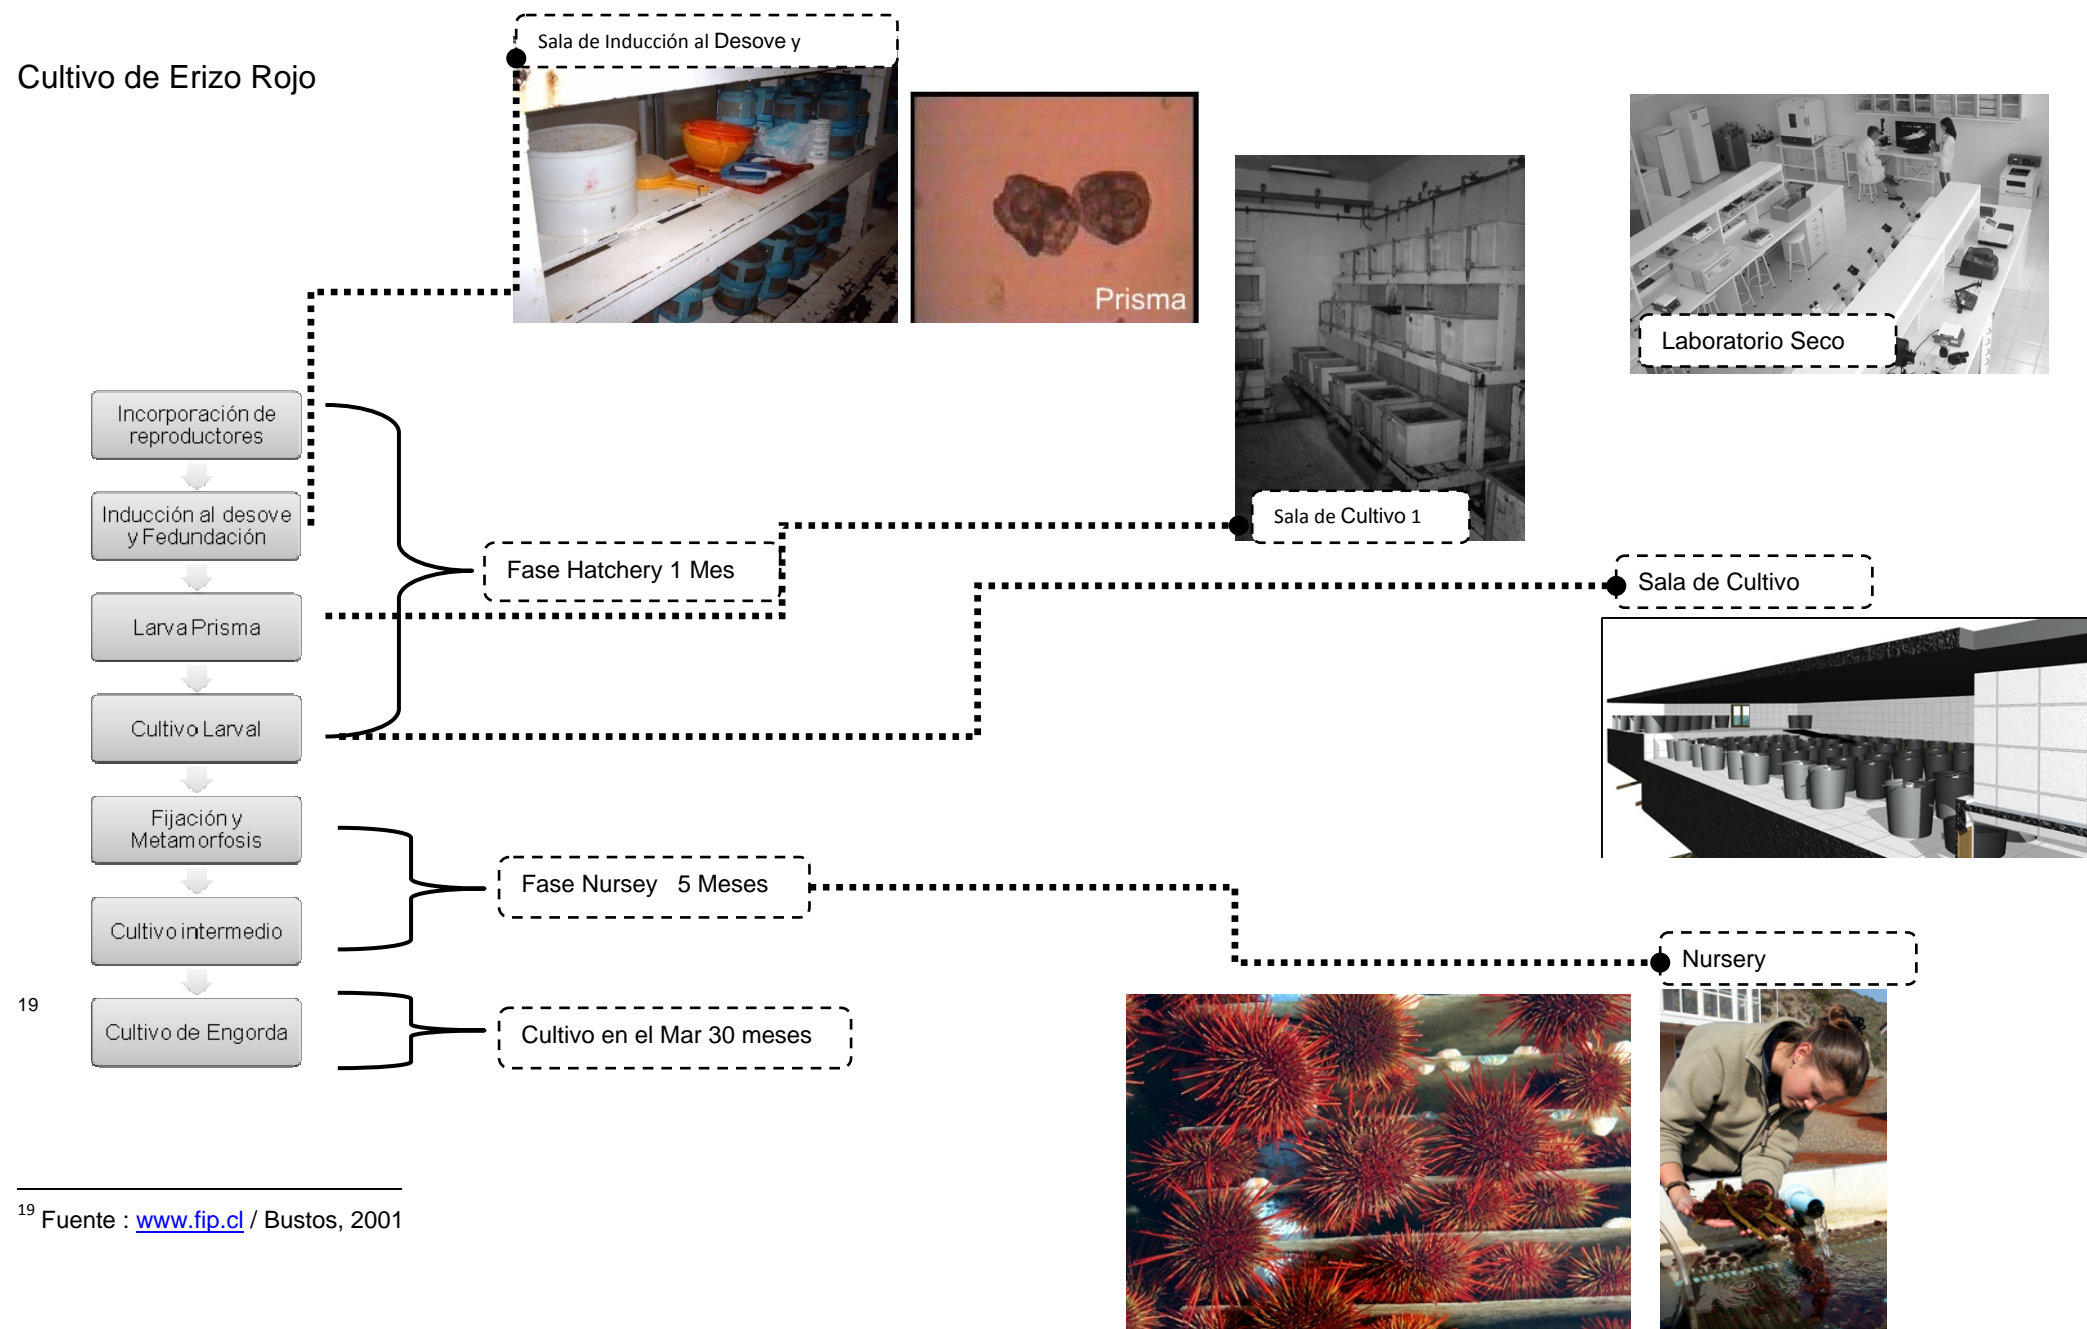 Sala de Inducción al Desove y
Cultivo de Erizo Rojo
Prisma
Laboratorio Seco
Incorporación de
reproductores
Inducción al desove
y Fedundación
Sala de Cultivo 1
Fase Hatchery 1 Mes
Sala de Cultivo
Larva Prisma
Cultivo Larval
Fijación y
Metamorfosis
Fase Nursey 5 Meses
Cultivo intermedio
Nursery
19
Cultivo de Engorda
Cultivo en el Mar 30 meses
19 Fuente : www.fip.cl / Bustos, 2001